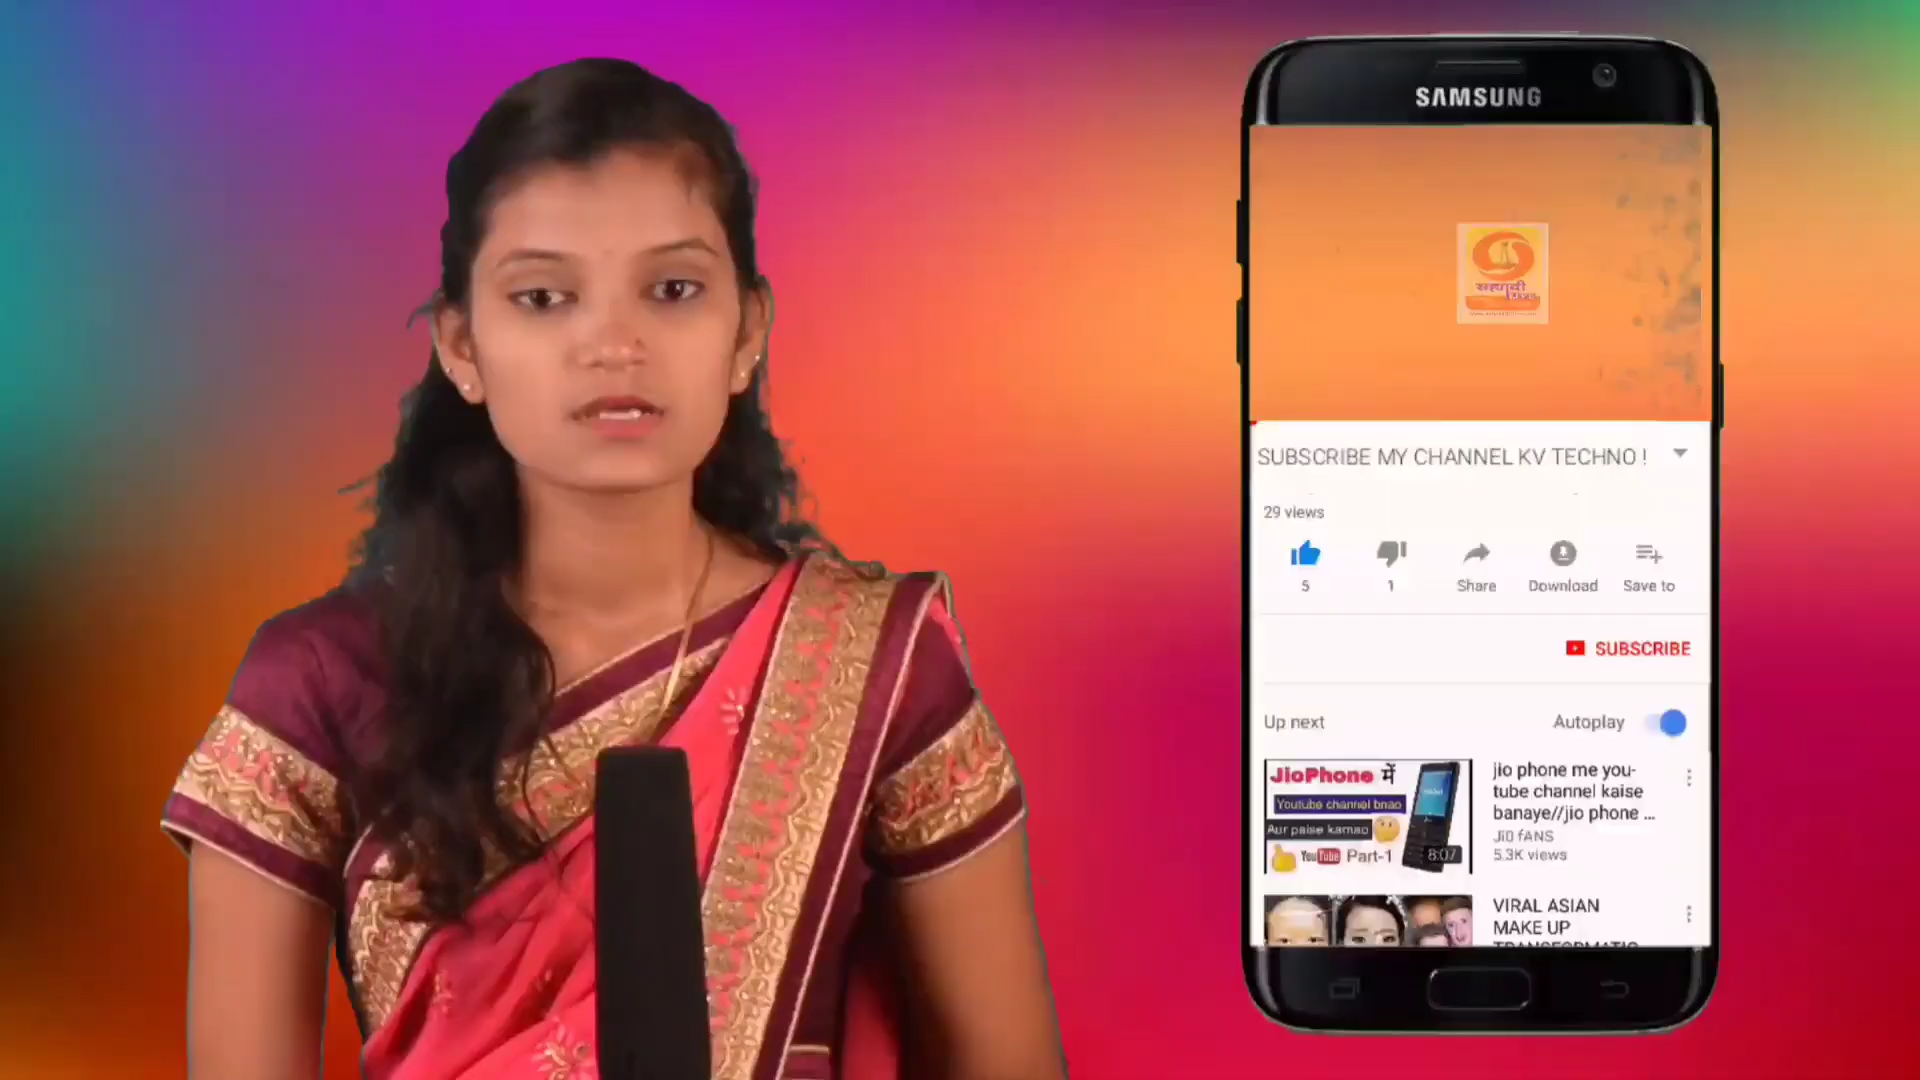 SAMSUNG
सह्याद्री
SUBSCRIBE MY CHANNEL KV TECHNO !
29 views
5
1
Share
Download
Save to
SUBSCRIBE
Up next
Autoplay
JioPhone में
Youtube channel bnao
Aur paise kamao
YouTube Part-1
8:07
jio phone me you-
tube channel kaise
banaye//jio phone ...
JiO fANS
5.3K views
VIRAL ASIAN
MAKE UP